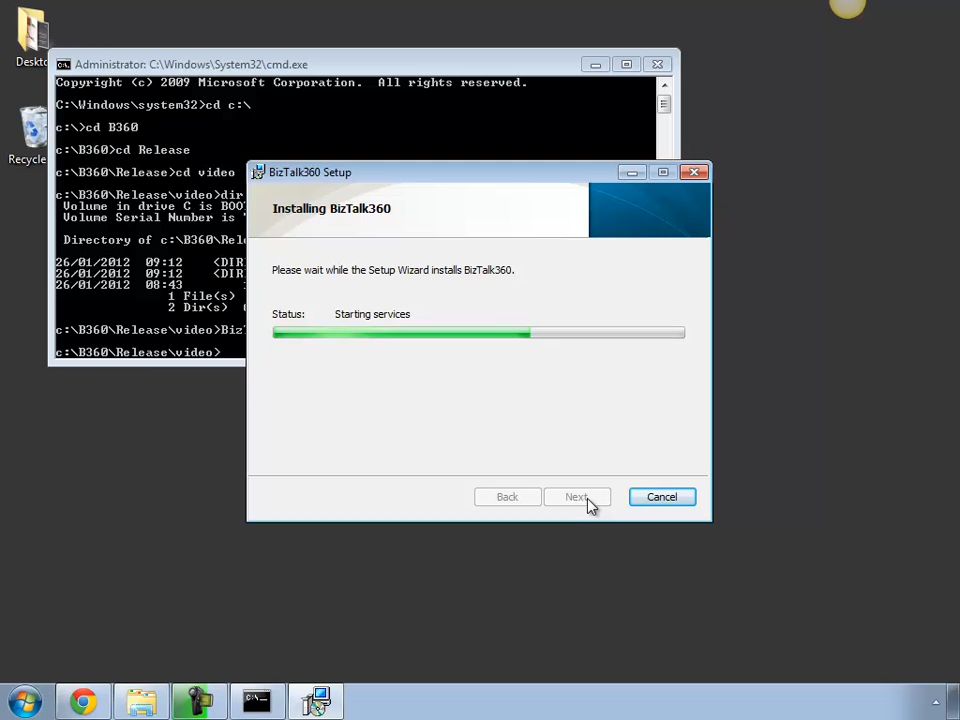 Deskto
Recycle
Administrator: C:\Windows\System32\cmd.exe
Copyright (c) 2009 Microsoft Corporation.  All rights reserved.
C:\Windows\system32>cd c:\
c:\>cd B360
c:\B360>cd Release
c:\B360\Release>cd video
c:\B360\Release\video>dir
Volume in drive C is BOO
Volume Serial Number is
Directory of c:\B360\Rele
26/01/2012  09:12    <DIR
26/01/2012  09:12    <DIR
26/01/2012  08:43
1 File(s)
2 Dir(s)
c:\B360\Release\video>Biz
c:\B360\Release\video>
BizTalk360 Setup
Installing BizTalk360
Please wait while the Setup Wizard installs BizTalk360.
Status: Starting services
Back
Next
Cancel
C:\